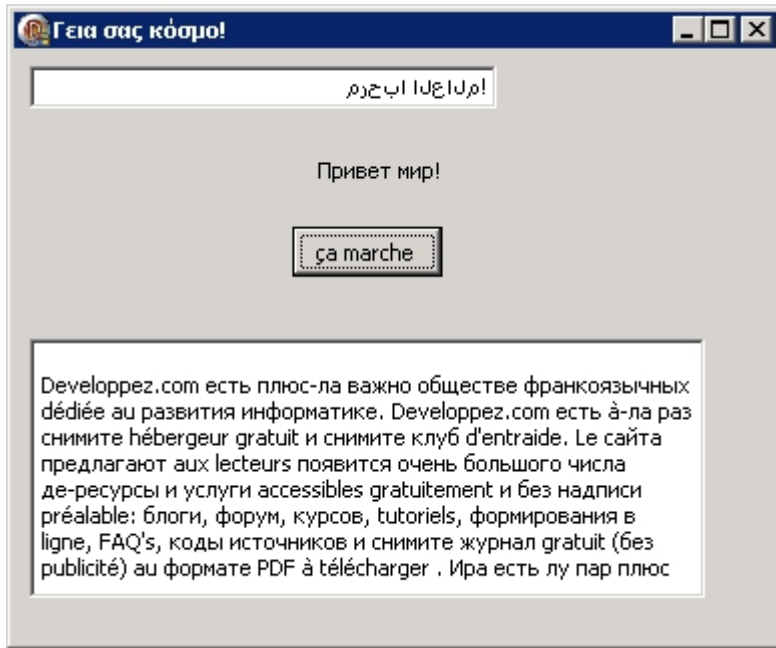 Γεια σας κόσμο!
!ملاعلا ابحرم
Привет мир!
ça marche
Developpez.com есть плюс-ла важно обществе франкоязычных
dédiée au развития информатике. Developpez.com есть à-ла раз
снимите hébergeur gratuit и снимите клуб d'entraide. Le сайта
предлагают aux lecteurs появится очень большого числа
де-ресурсы и услуги accessibles gratuitement и без надписи
préalable: блоги, форум, курсов, tutoriels, формирования в
ligne, FAQ's, коды источников и снимите журнал gratuit (без
publicité) au формате PDF à télécharger . Ира есть лу пар плюс